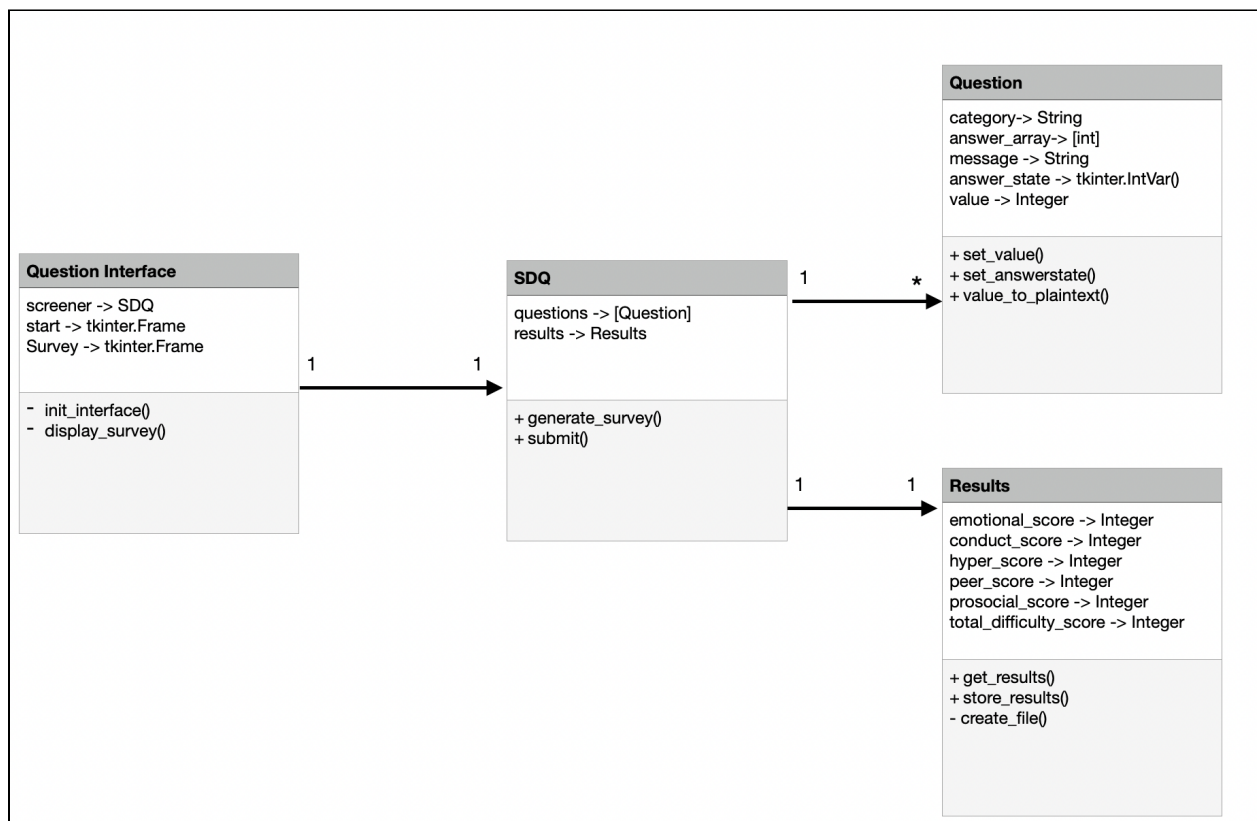 Question Interface
screener -> SDQ
start -> tkinter.Frame
Survey -> tkinter.Frame
- init_interface()
- display_survey()
1
1
SDQ
questions -> [Question]
results -> Results
+ generate_survey()
+ submit()
1
*
Question
category-> String
answer_array-> [int]
message -> String
answer_state -> tkinter.IntVar()
value -> Integer
+ set_value()
+ set_answerstate()
+ value_to_plaintext()
1
1
Results
emotional_score -> Integer
conduct_score -> Integer
hyper_score -> Integer
peer_score -> Integer
prosocial_score -> Integer
total_difficulty_score -> Integer
+ get_results()
+ store_results()
- create_file()